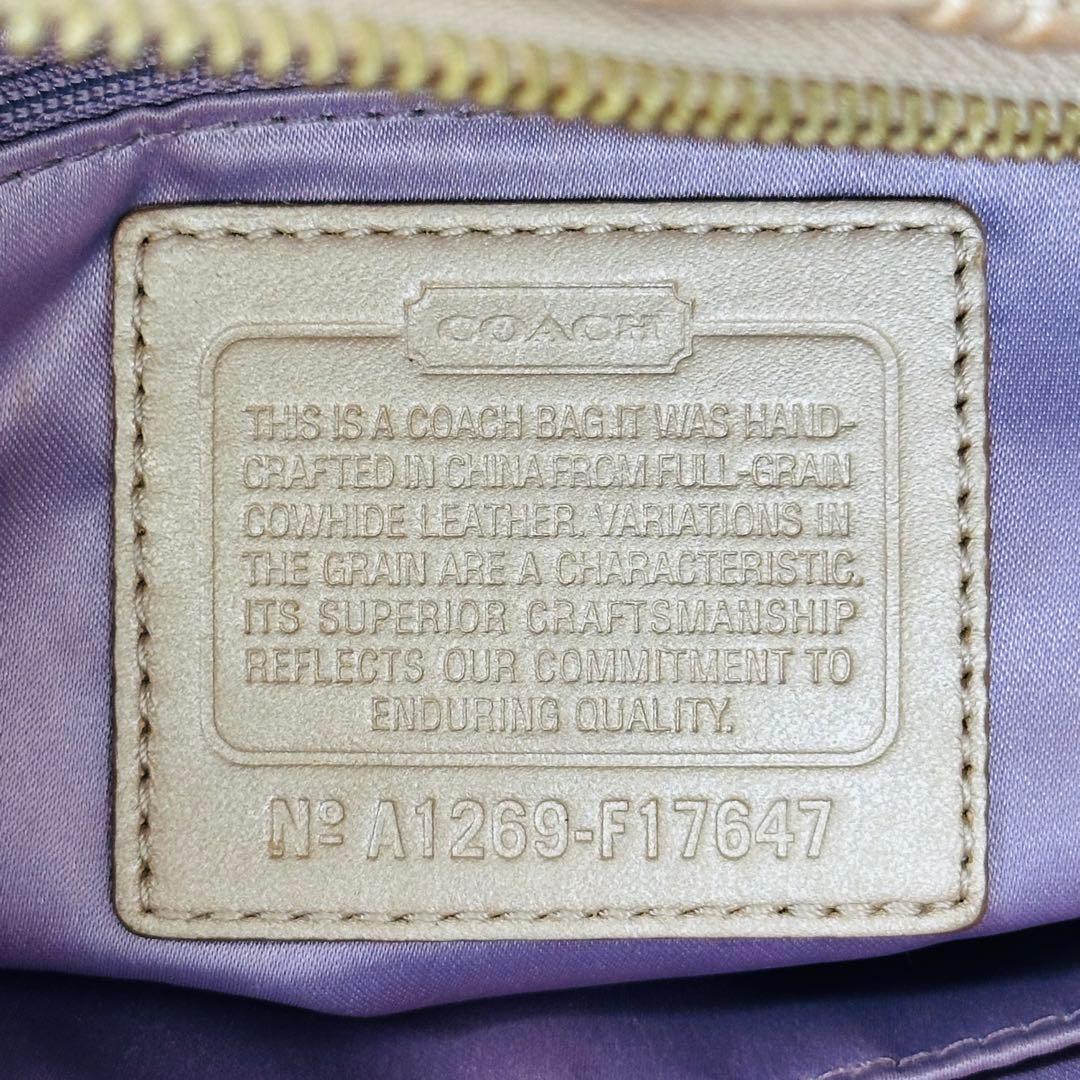 COACH
THIS IS A COACH BAG.IT WAS HAND-
CRAFTED IN CHINA FROM FULL-GRAIN
COWHIDE LEATHER. VARIATIONS IN
THE GRAIN ARE A CHARACTERISTIC.
ITS SUPERIOR CRAFTSMANSHIP
REFLECTS OUR COMMITMENT TO
ENDURING QUALITY.
Nº A1269-F17647